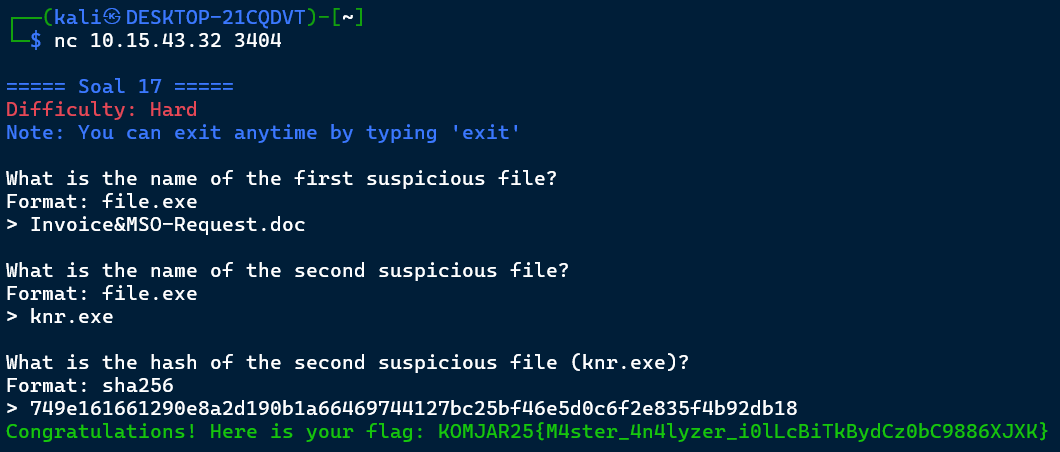 ┌──(kali㉿DESKTOP-21CQDVT)-[~]
└─$ nc 10.15.43.32 3404
===== Soal 17 =====
Difficulty: Hard
Note: You can exit anytime by typing 'exit'
What is the name of the first suspicious file?
Format: file.exe
> Invoice&MSO-Request.doc
What is the name of the second suspicious file?
Format: file.exe
> knr.exe
What is the hash of the second suspicious file (knr.exe)?
Format: sha256
> 749e161661290e8a2d190b1a66469744127bc25bf46e5d0c6f2e835f4b92db18
Congratulations! Here is your flag: KOMJAR25{M4ster_4n4lyzer_i0lLcBiTkBydCz0bC9886XJXK}